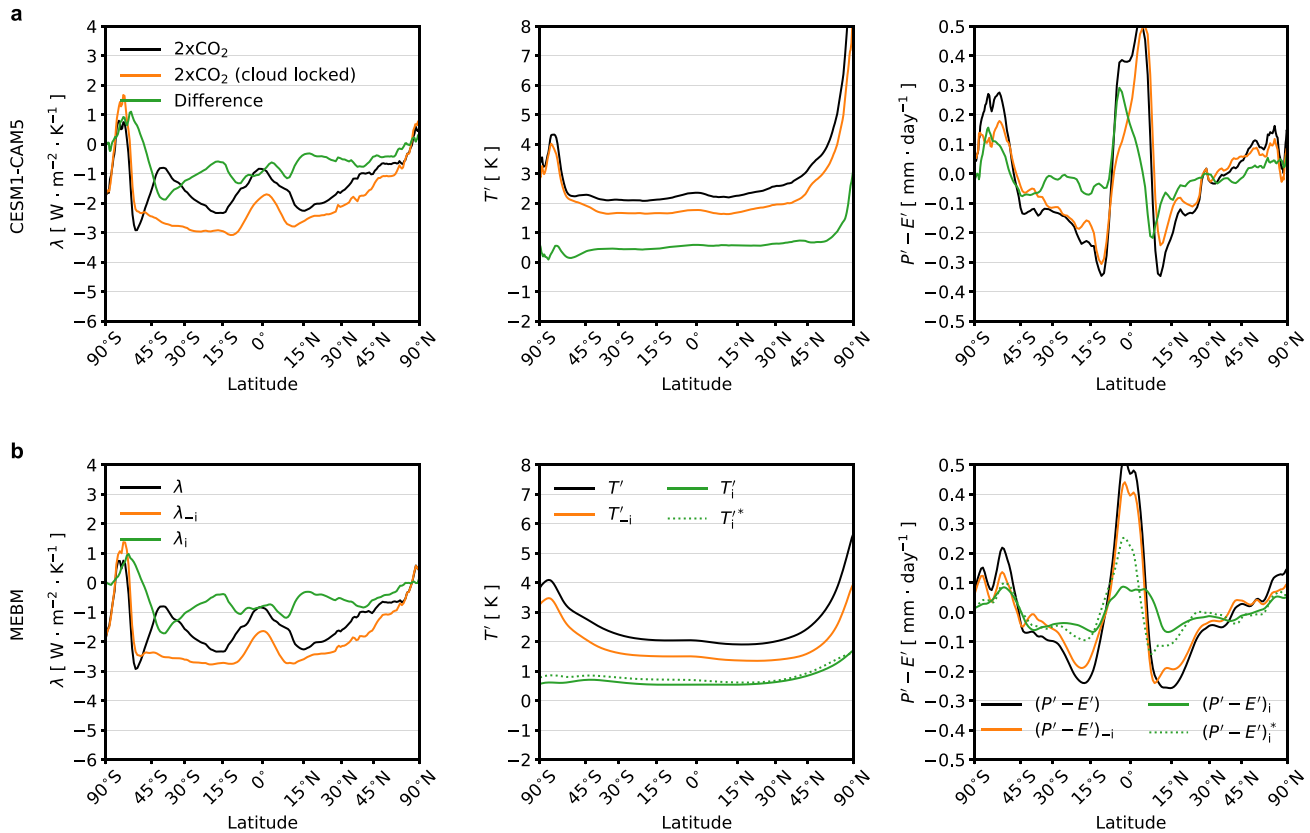 a
CESM1-CAM5
λ [ W · m⁻² · K⁻¹ ]
4
3
2
1
0
−1
−2
−3
−4
−5
−6
2xCO₂
2xCO₂ (cloud locked)
Difference
90°S
45°S
30°S
15°S
0°
15°N
30°N
45°N
90°N
Latitude
T′ [ K ]
8
7
6
5
4
3
2
1
0
−1
−2
90°S
45°S
30°S
15°S
0°
15°N
30°N
45°N
90°N
Latitude
P′ − E′ [ mm · day⁻¹ ]
0.5
0.4
0.3
0.2
0.1
0.0
−0.1
−0.2
−0.3
−0.4
−0.5
90°S
45°S
30°S
15°S
0°
15°N
30°N
45°N
90°N
Latitude
b
MEBM
λ [ W · m⁻² · K⁻¹ ]
4
3
2
1
0
−1
−2
−3
−4
−5
−6
λ
λ₋ᵢ
λᵢ
90°S
45°S
30°S
15°S
0°
15°N
30°N
45°N
90°N
Latitude
T′ [ K ]
8
7
6
5
4
3
2
1
0
−1
−2
T′
T′₋ᵢ
T′ᵢ
T′ᵢ*
90°S
45°S
30°S
15°S
0°
15°N
30°N
45°N
90°N
Latitude
P′ − E′ [ mm · day⁻¹ ]
0.5
0.4
0.3
0.2
0.1
0.0
−0.1
−0.2
−0.3
−0.4
−0.5
(P′ − E′)
(P′ − E′)₋ᵢ
(P′ − E′)ᵢ
(P′ − E′)ᵢ*
90°S
45°S
30°S
15°S
0°
15°N
30°N
45°N
90°N
Latitude